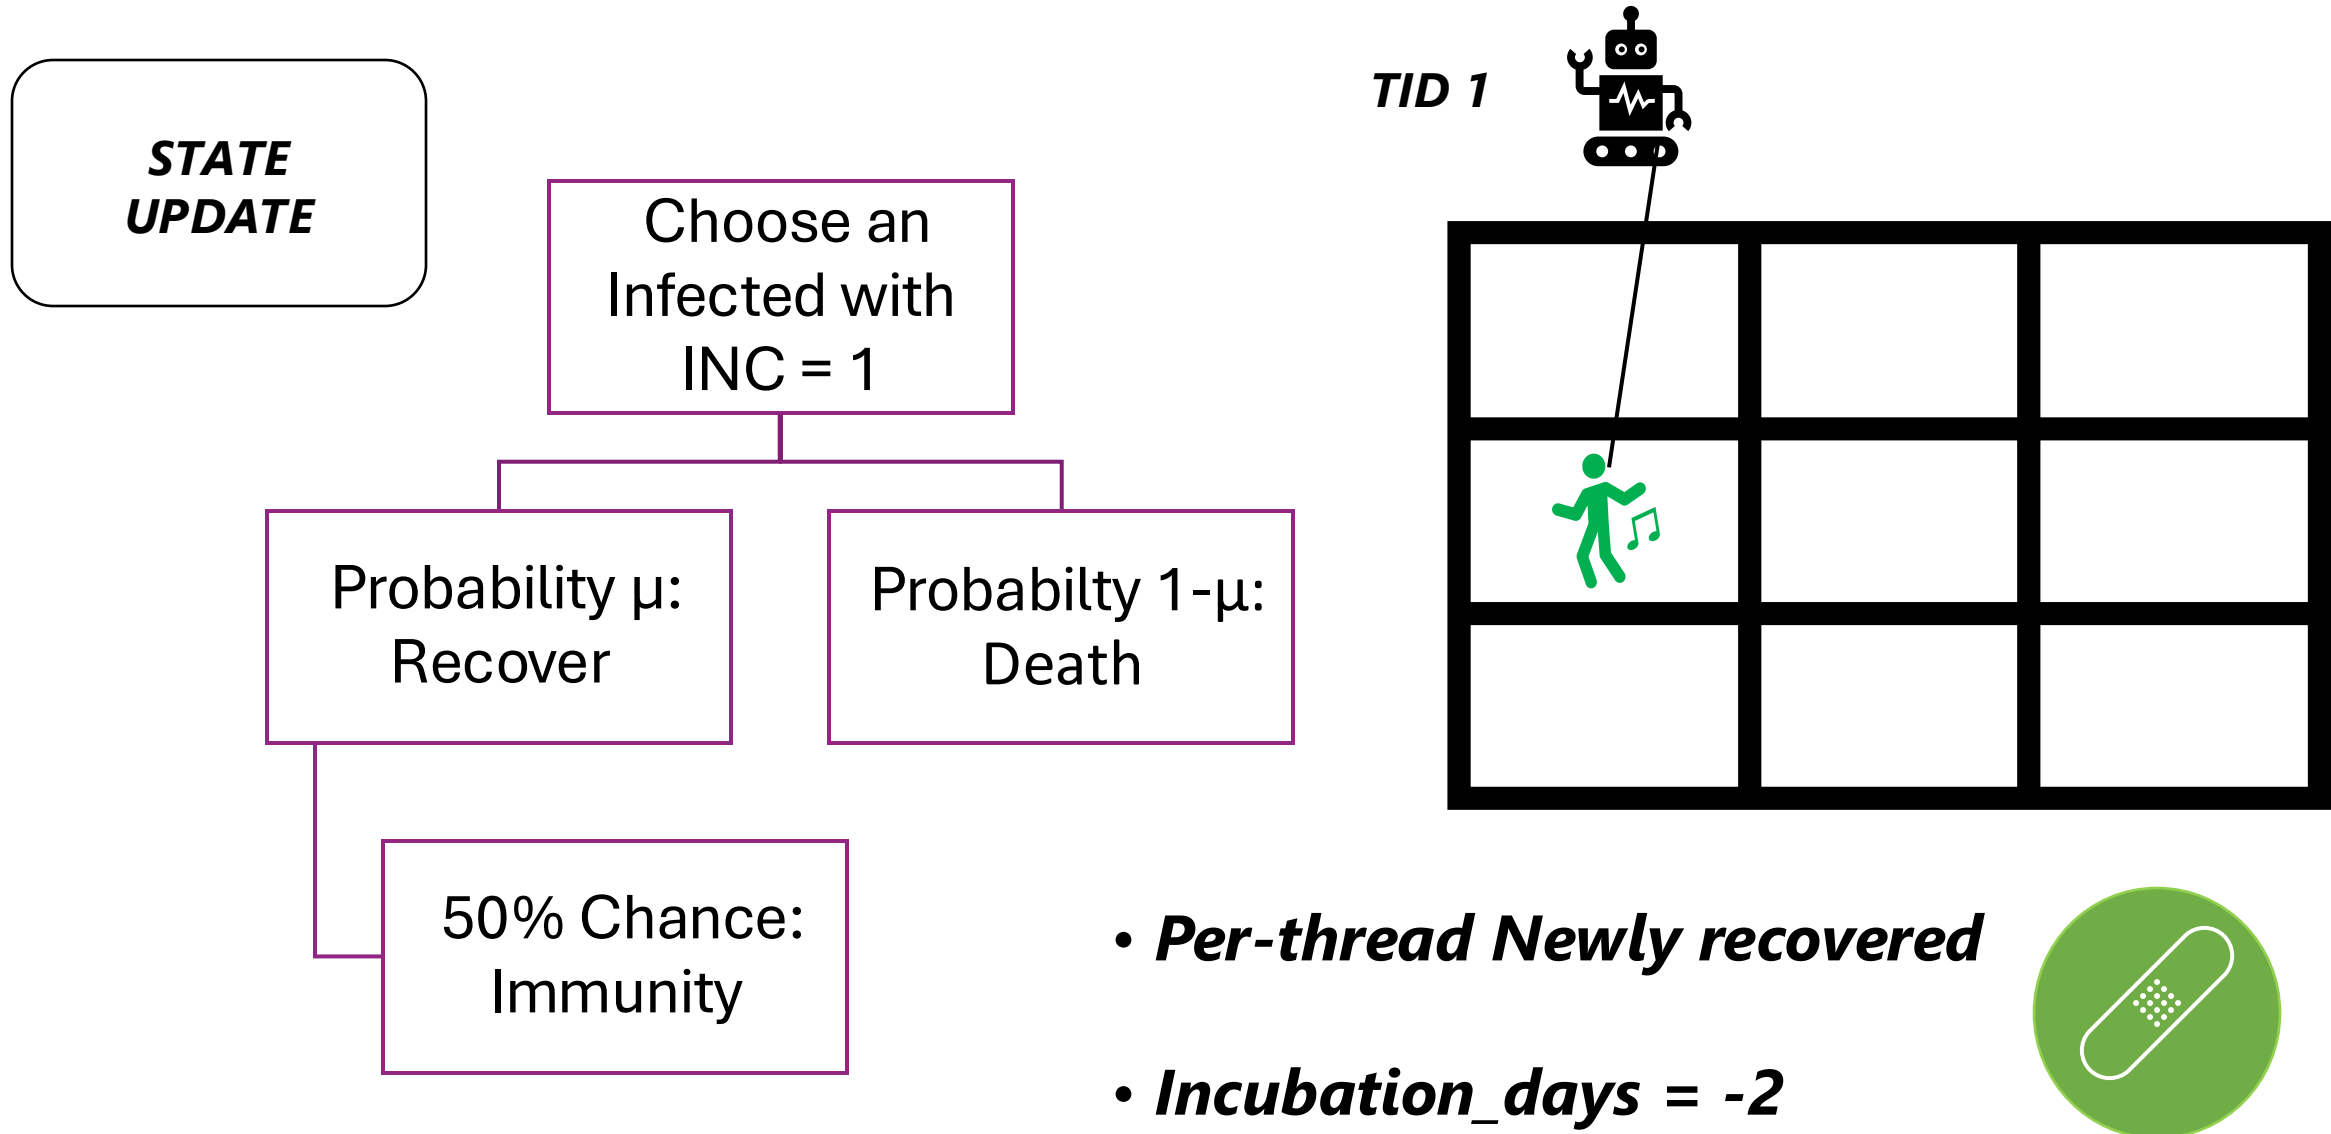 STATE
UPDATE
TID 1
Choose an
Infected with
INC = 1
Probability μ:
Recover
Probabilty 1-μ:
Death
50% Chance:
Immunity
• Per-thread Newly recovered
• Incubation_days = -2